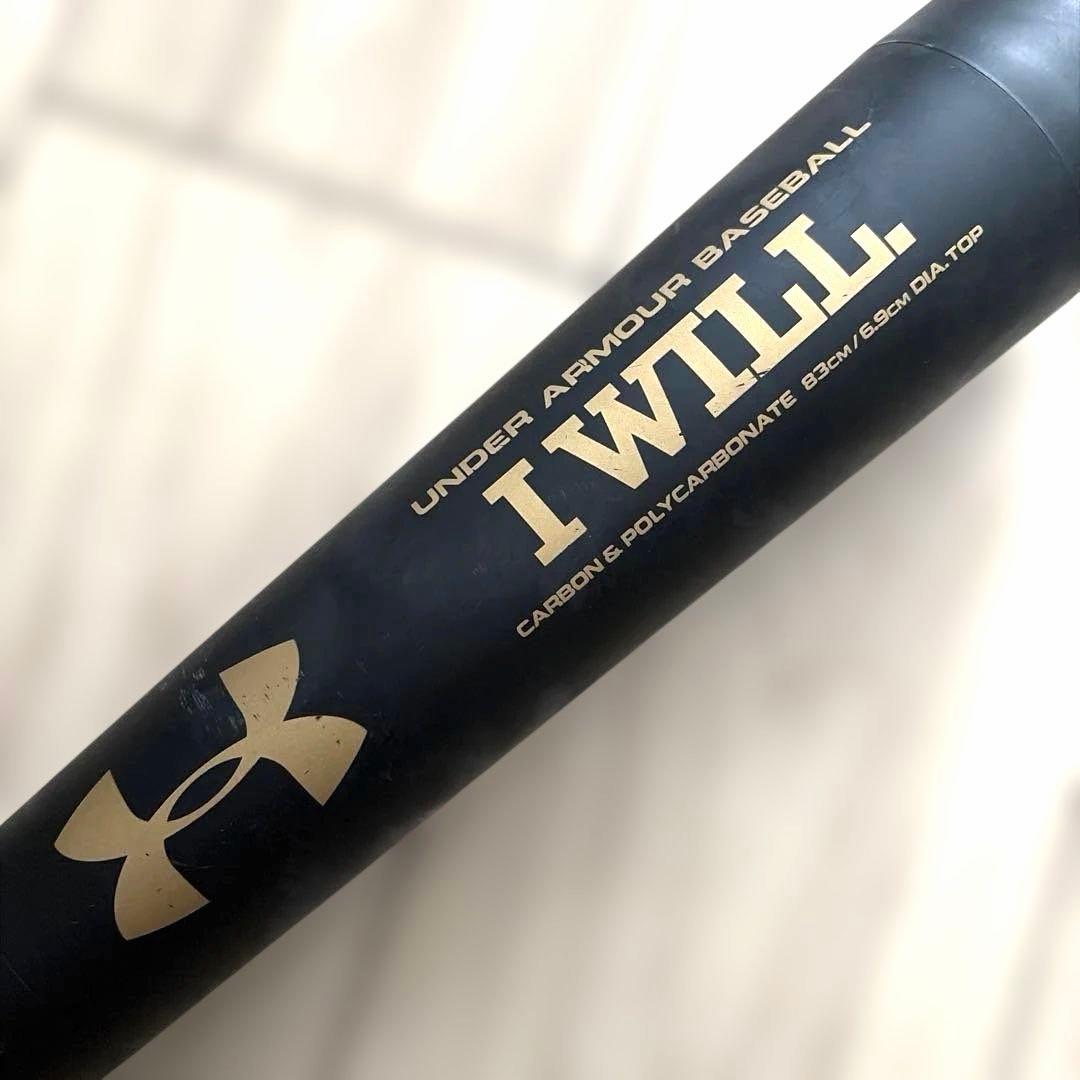 UNDER ARMOUR BASEBALL
I WILL.
CARBON & POLYCARBONATE 83CM / 6.9CM DIA.TOP